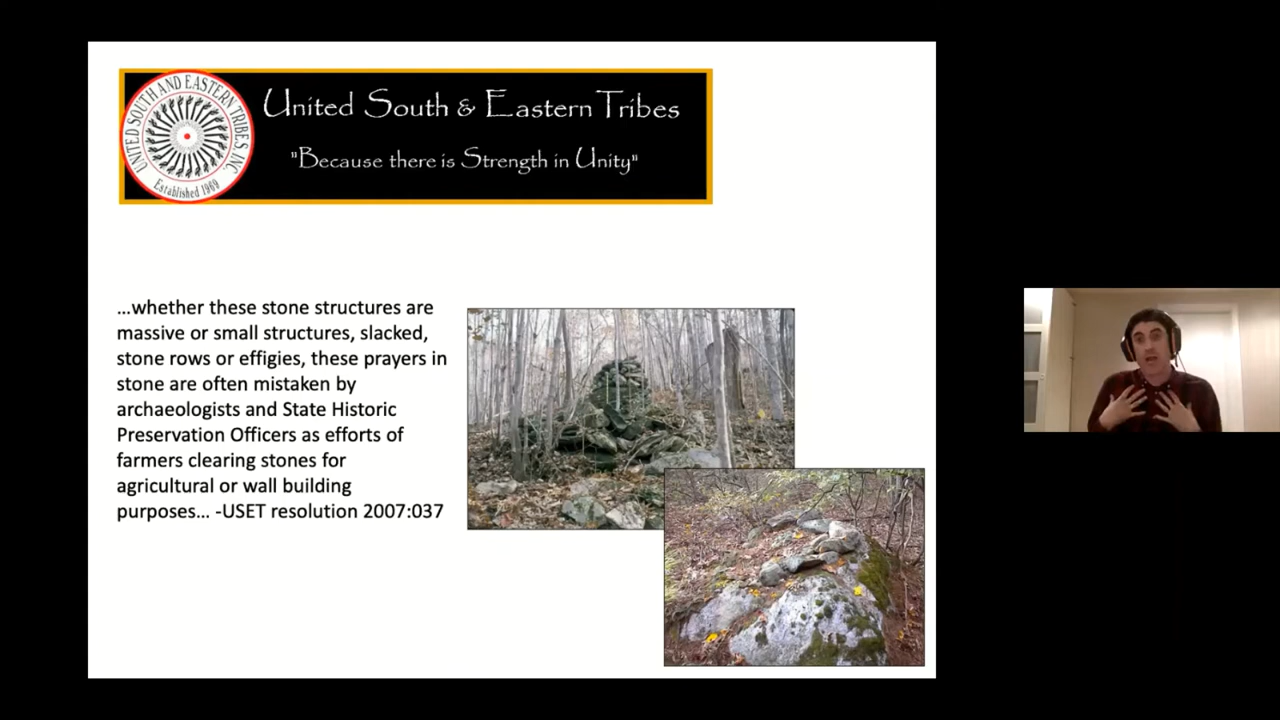 UNITED SOUTH AND EASTERN TRIBES INC.
Established 1969
United South & Eastern Tribes
"Because there is Strength in Unity"
…whether these stone structures are
massive or small structures, slacked,
stone rows or effigies, these prayers in
stone are often mistaken by
archaeologists and State Historic
Preservation Officers as efforts of
farmers clearing stones for
agricultural or wall building
purposes… -USET resolution 2007:037